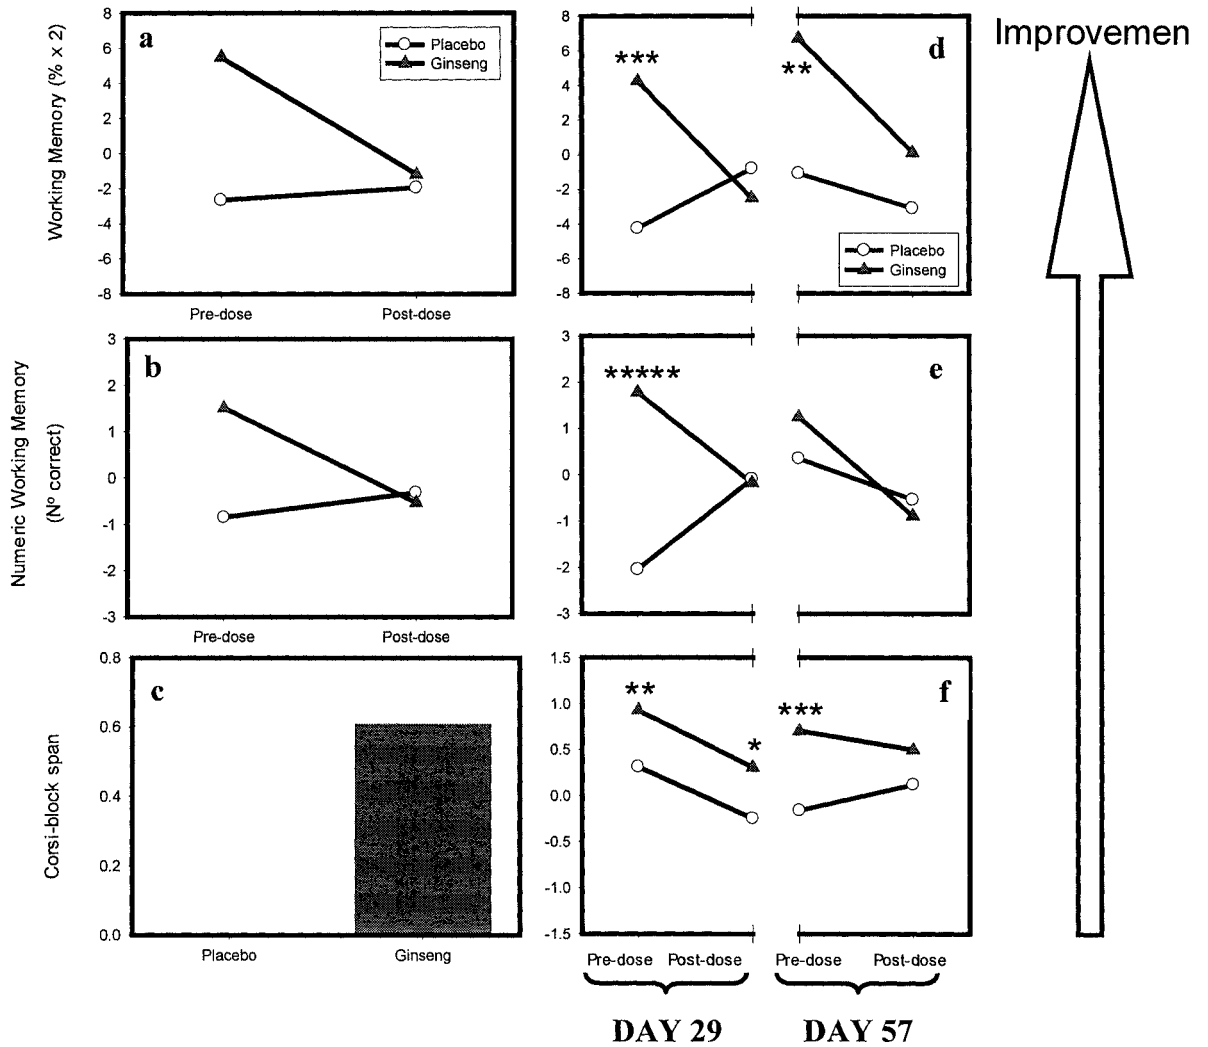 Working Memory (% x 2)
8
6
4
2
0
-2
-4
-6
-8
a
Placebo
Ginseng
Pre-dose
Post-dose
8
6
4
2
0
-2
-4
-6
-8
***
**
d
Placebo
Ginseng
Improvemen
Numeric Working Memory
(Nº correct)
3
2
1
0
-1
-2
-3
b
Pre-dose
Post-dose
3
2
1
0
-1
-2
-3
*****
e
Corsi-block span
0.8
0.6
0.4
0.2
0.0
c
Placebo
Ginseng
1.5
1.0
0.5
0.0
-0.5
-1.0
-1.5
**
*
***
f
Pre-dose Post-dose Pre-dose Post-dose
DAY 29 DAY 57